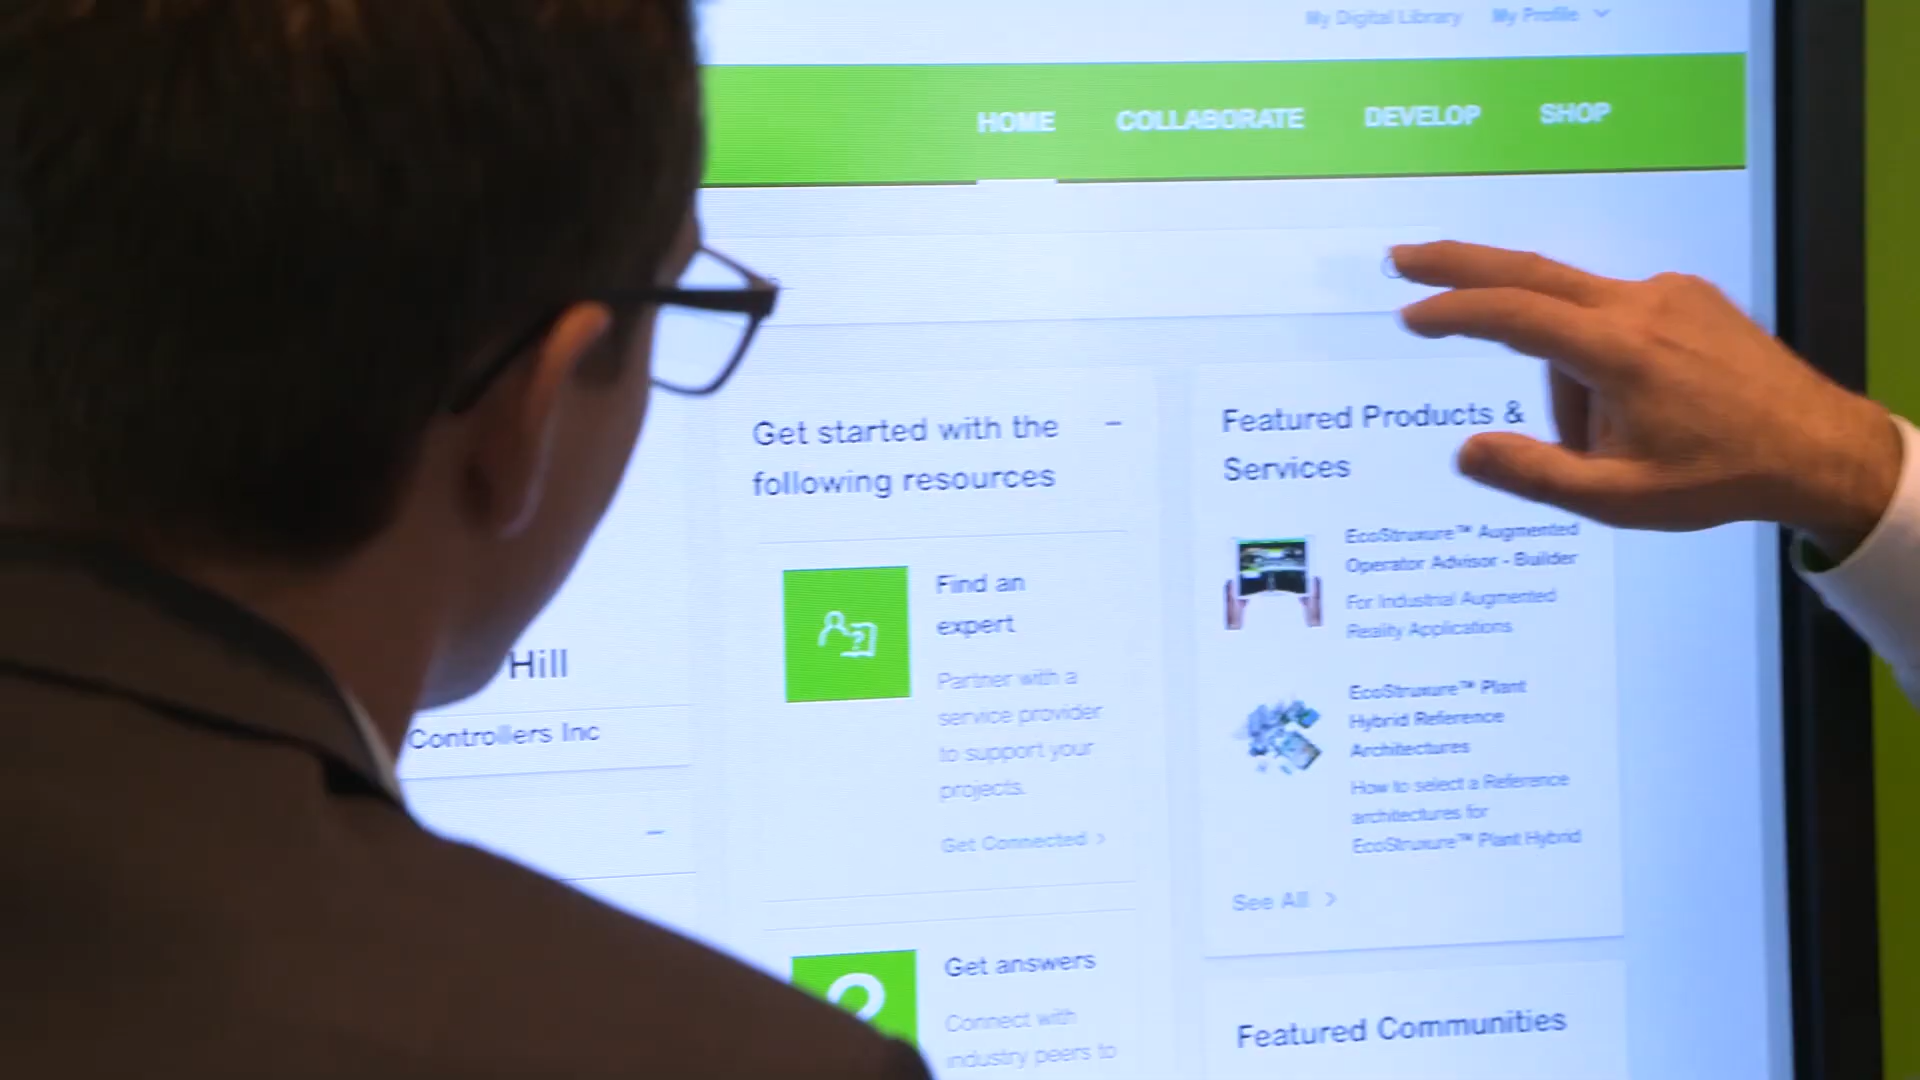 My Digital Library My Profile
HOME COLLABORATE DEVELOP SHOP
Hill
Controllers Inc
Get started with the
following resources
Find an
expert
Partner with a
service provider
to support your
projects.
Get Connected >
Get answers
Connect with
industry peers to
Featured Products &
Services
EcoStruxure™ Augmented
Operator Advisor - Builder
For Industrial Augmented
Reality Applications
EcoStruxure™ Plant
Hybrid Reference
Architectures
How to select a Reference
architectures for
EcoStruxure™ Plant Hybrid
See All >
Featured Communities